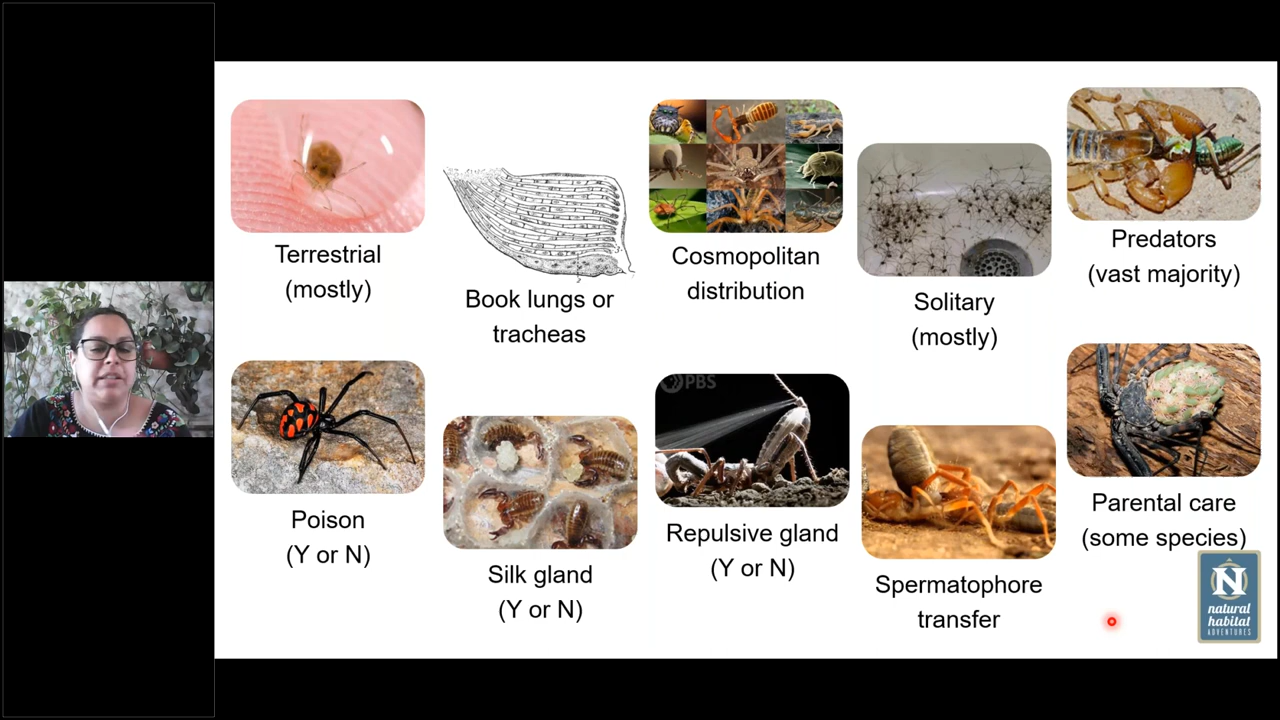 Terrestrial
(mostly)
Book lungs or
tracheas
Cosmopolitan
distribution
Solitary
(mostly)
Predators
(vast majority)
Poison
(Y or N)
Silk gland
(Y or N)
PBS
Repulsive gland
(Y or N)
Spermatophore
transfer
Parental care
(some species)
N
natural
habitat
ADVENTURES